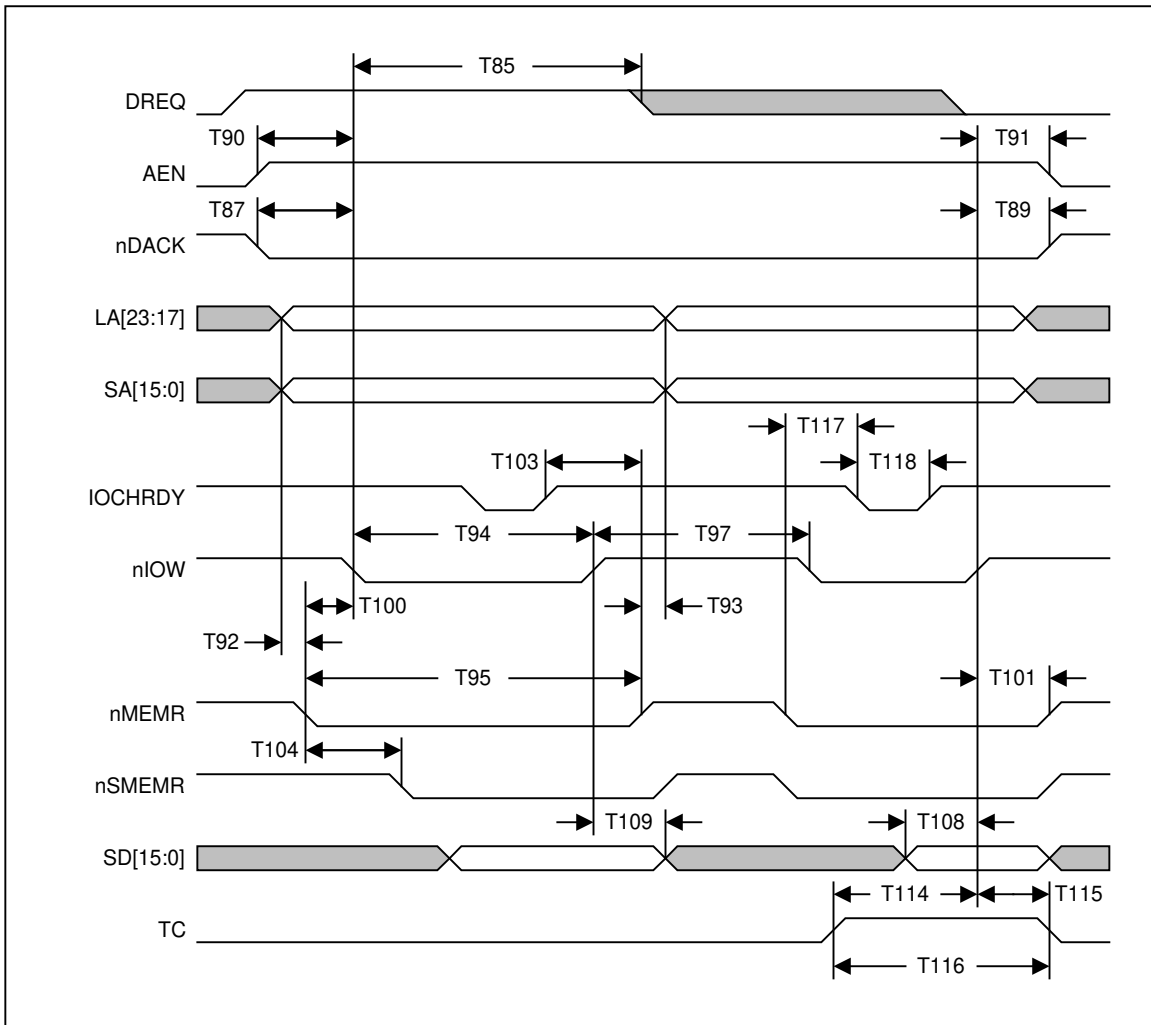 T85
DREQ
T90
T91
AEN
T87
T89
nDACK
LA[23:17]
SA[15:0]
T117
T103
T118
IOCHRDY
T94
T97
nIOW
T100
T93
T92
T95
T101
nMEMR
T104
nSMEMR
T109
T108
SD[15:0]
T114
T115
TC
T116